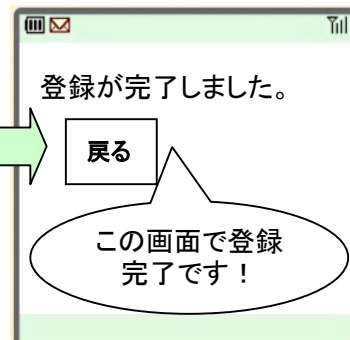 登録が完了しました。
戻る
この画面で登録
完了です！